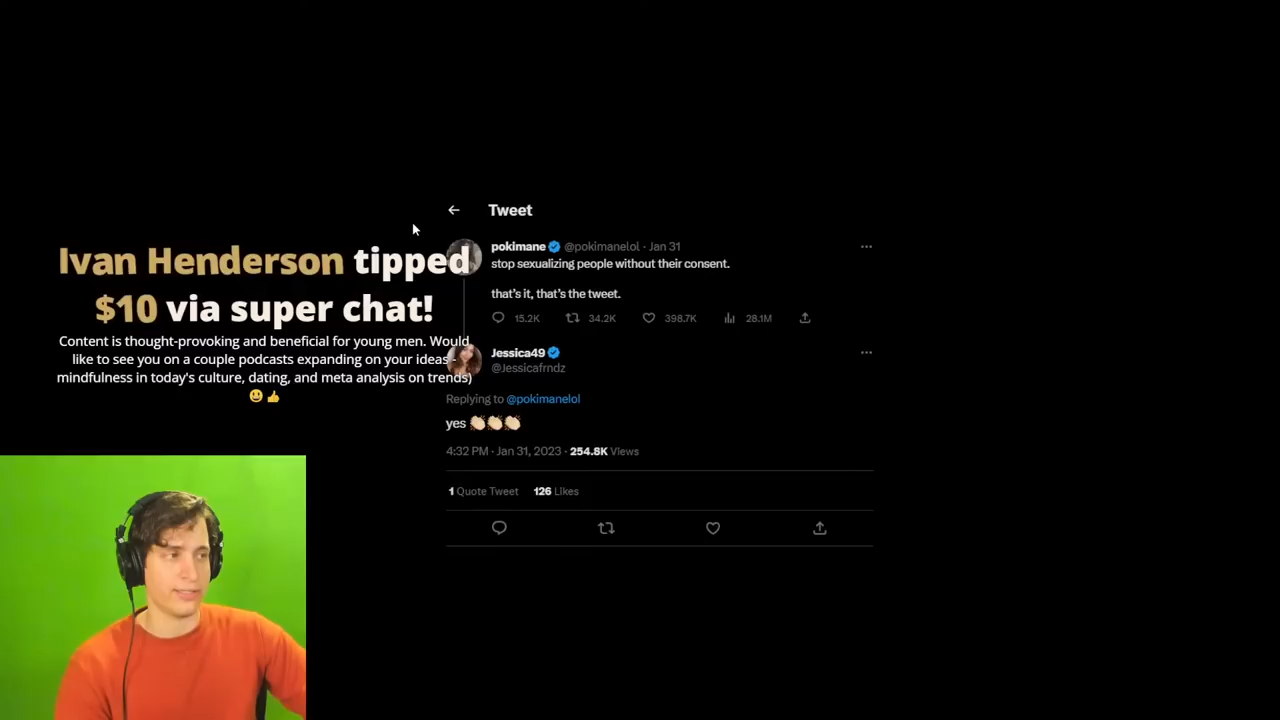 Tweet
pokimane @pokimanelol · Jan 31
stop sexualizing people without their consent.
that's it, that's the tweet.
15.2K 34.2K 398.7K 28.1M
Ivan Henderson tipped
$10 via super chat!
Content is thought-provoking and beneficial for young men. Would
like to see you on a couple podcasts expanding on your ideas -
mindfulness in today's culture, dating, and meta analysis on trends)
😃👍
Jessica49
@Jessicafrndz
Replying to @pokimanelol
yes 👏🏻👏🏻👏🏻
4:32 PM · Jan 31, 2023 · 254.8K Views
1 Quote Tweet 126 Likes